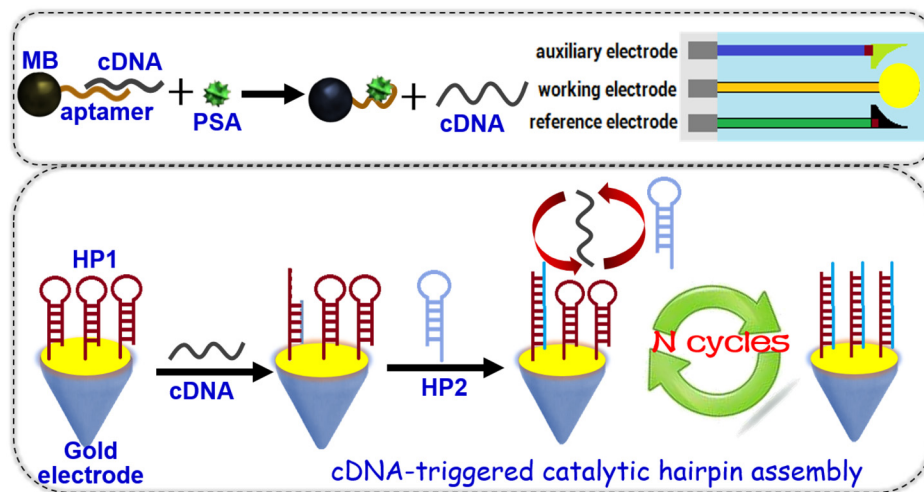 MB
cDNA
aptamer
PSA
cDNA
auxiliary electrode
working electrode
reference electrode
HP1
cDNA
HP2
N cycles
Gold
electrode
cDNA-triggered catalytic hairpin assembly